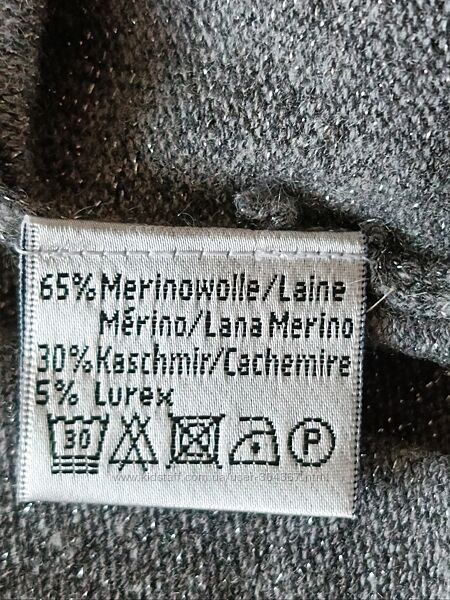 65% Merinowolle/Laine
Mérino/Lana Merino
30% Kaschmir/Cachemire
5% Lurex
30 P